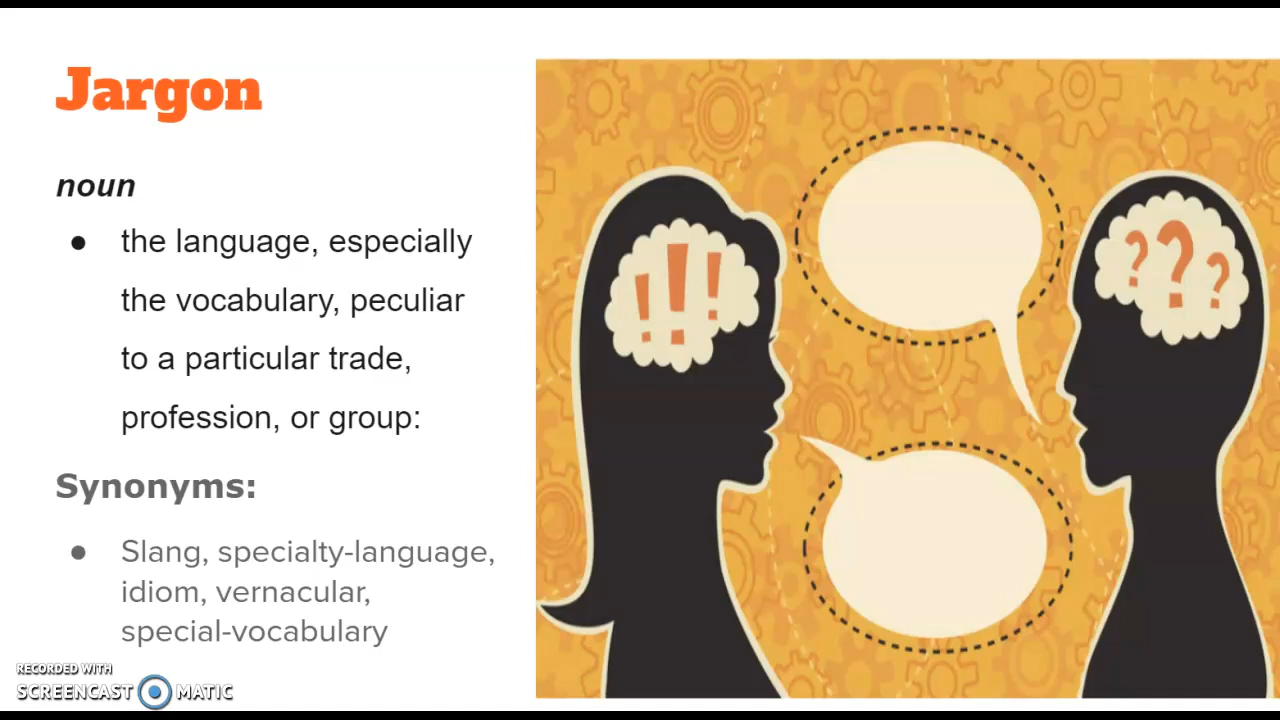 Jargon
noun
● the language, especially
the vocabulary, peculiar
to a particular trade,
profession, or group:
Synonyms:
● Slang, specialty-language,
idiom, vernacular,
special-vocabulary
RECORDED WITH
SCREENCAST MATIC
! ! !
? ? ?